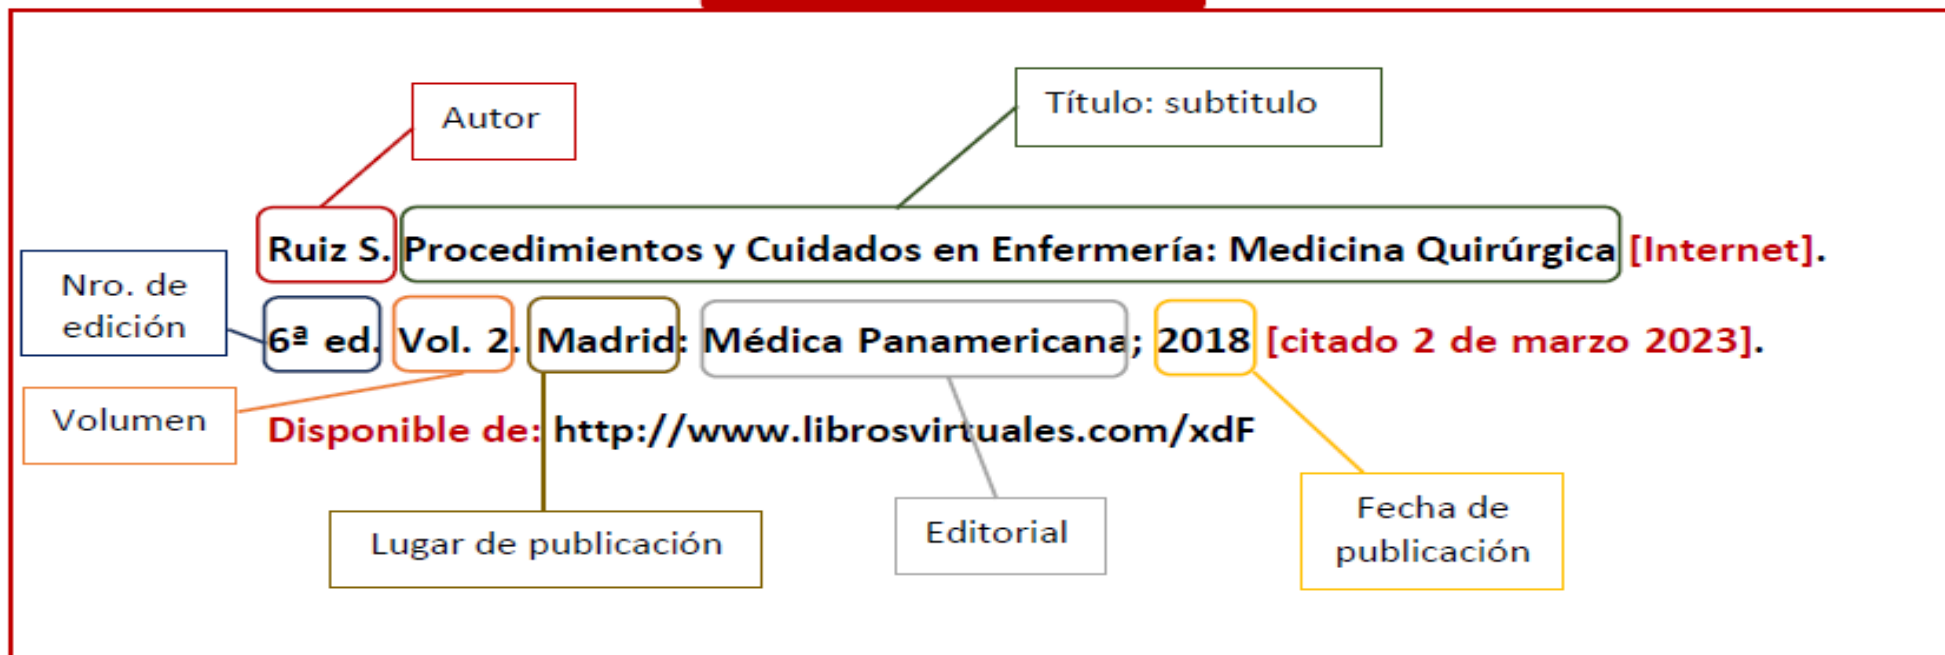 Autor
Título: subtitulo
Ruiz S. Procedimientos y Cuidados en Enfermería: Medicina Quirúrgica [Internet].
Nro. de
edición
6ª ed. Vol. 2. Madrid: Médica Panamericana; 2018 [citado 2 de marzo 2023].
Volumen
Disponible de: http://www.librosvirtuales.com/xdF
Lugar de publicación
Editorial
Fecha de
publicación